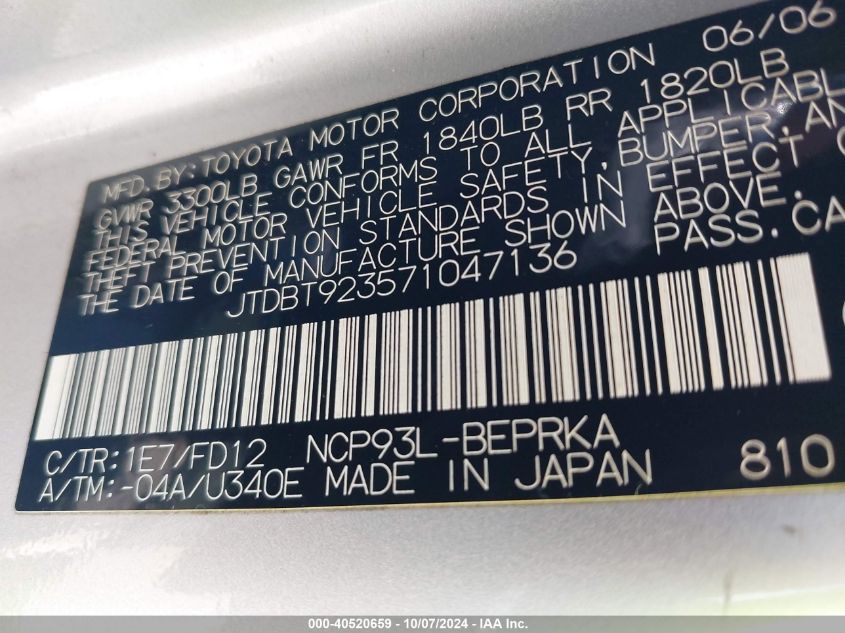 MFD. BY: TOYOTA MOTOR CORPORATION 06/06
GVWR 3300LB GAWR FR 1840LB RR 1820LB
THIS VEHICLE CONFORMS TO ALL APPLICABL
FEDERAL MOTOR VEHICLE SAFETY, BUMPER, AN
THEFT PREVENTION STANDARDS IN EFFECT
THE DATE OF MANUFACTURE SHOWN ABOVE.
JTDBT923571047136 PASS. CA
C/TR: 1E7/FD12 NCP93L-BEPRKA
A/TM: -04A/U340E MADE IN JAPAN 810
000-40520659 - 10/07/2024 - IAA Inc.